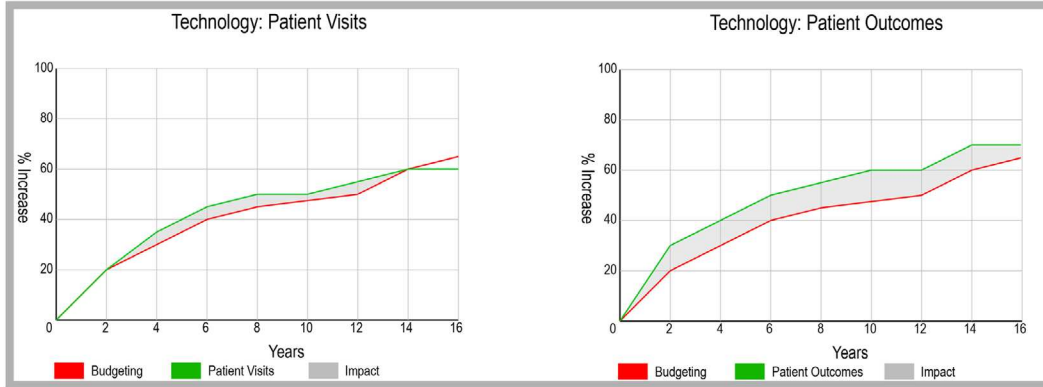 Technology: Patient Visits
100
80
60
40
20
0
2
4
6
8
10
12
14
16
% Increase
Years
Budgeting
Patient Visits
Impact
Technology: Patient Outcomes
100
80
60
40
20
0
2
4
6
8
10
12
14
16
% Increase
Years
Budgeting
Patient Outcomes
Impact